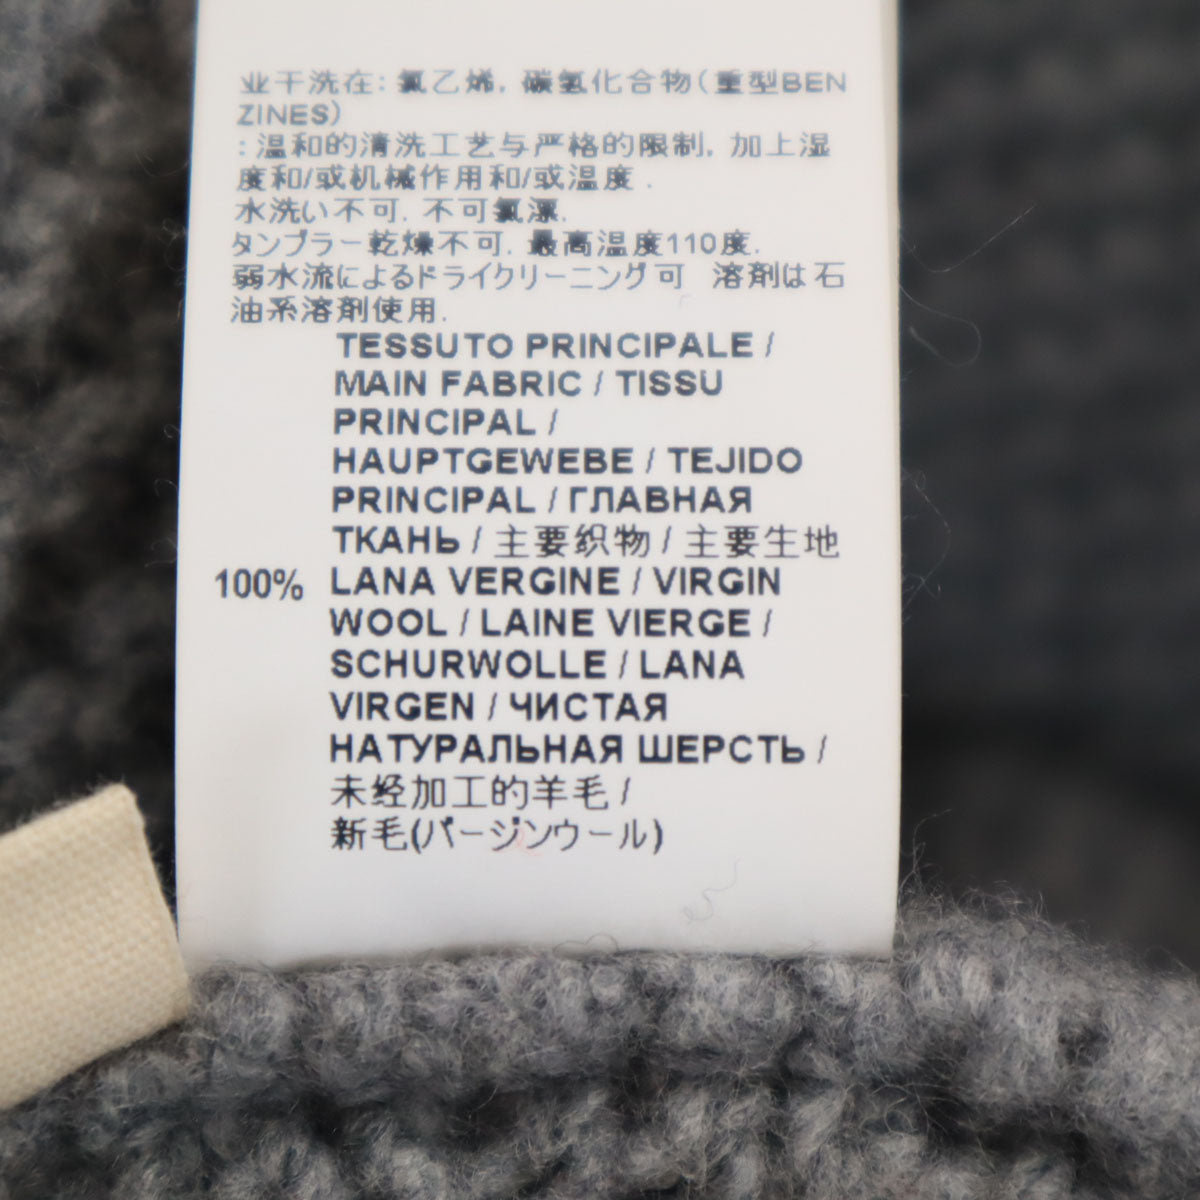 业干洗在: 氯乙烯, 碳氢化合物(重型BEN
ZINES)
: 温和的清洗工艺与严格的限制, 加上湿
度和/或机械作用和/或温度 .
水洗い不可. 不可氯漂.
タンブラー乾燥不可. 最高温度110度.
弱水流によるドライクリーニング可 溶剤は石
油系溶剤使用.
TESSUTO PRINCIPALE /
MAIN FABRIC / TISSU
PRINCIPAL /
HAUPTGEWEBE / TEJIDO
PRINCIPAL / ГЛАВНАЯ
ТКАНЬ / 主要织物 / 主要生地
100% LANA VERGINE / VIRGIN
WOOL / LAINE VIERGE /
SCHURWOLLE / LANA
VIRGEN / ЧИСТАЯ
НАТУРАЛЬНАЯ ШЕРСТЬ /
未经加工的羊毛 /
新毛(バージンウール)